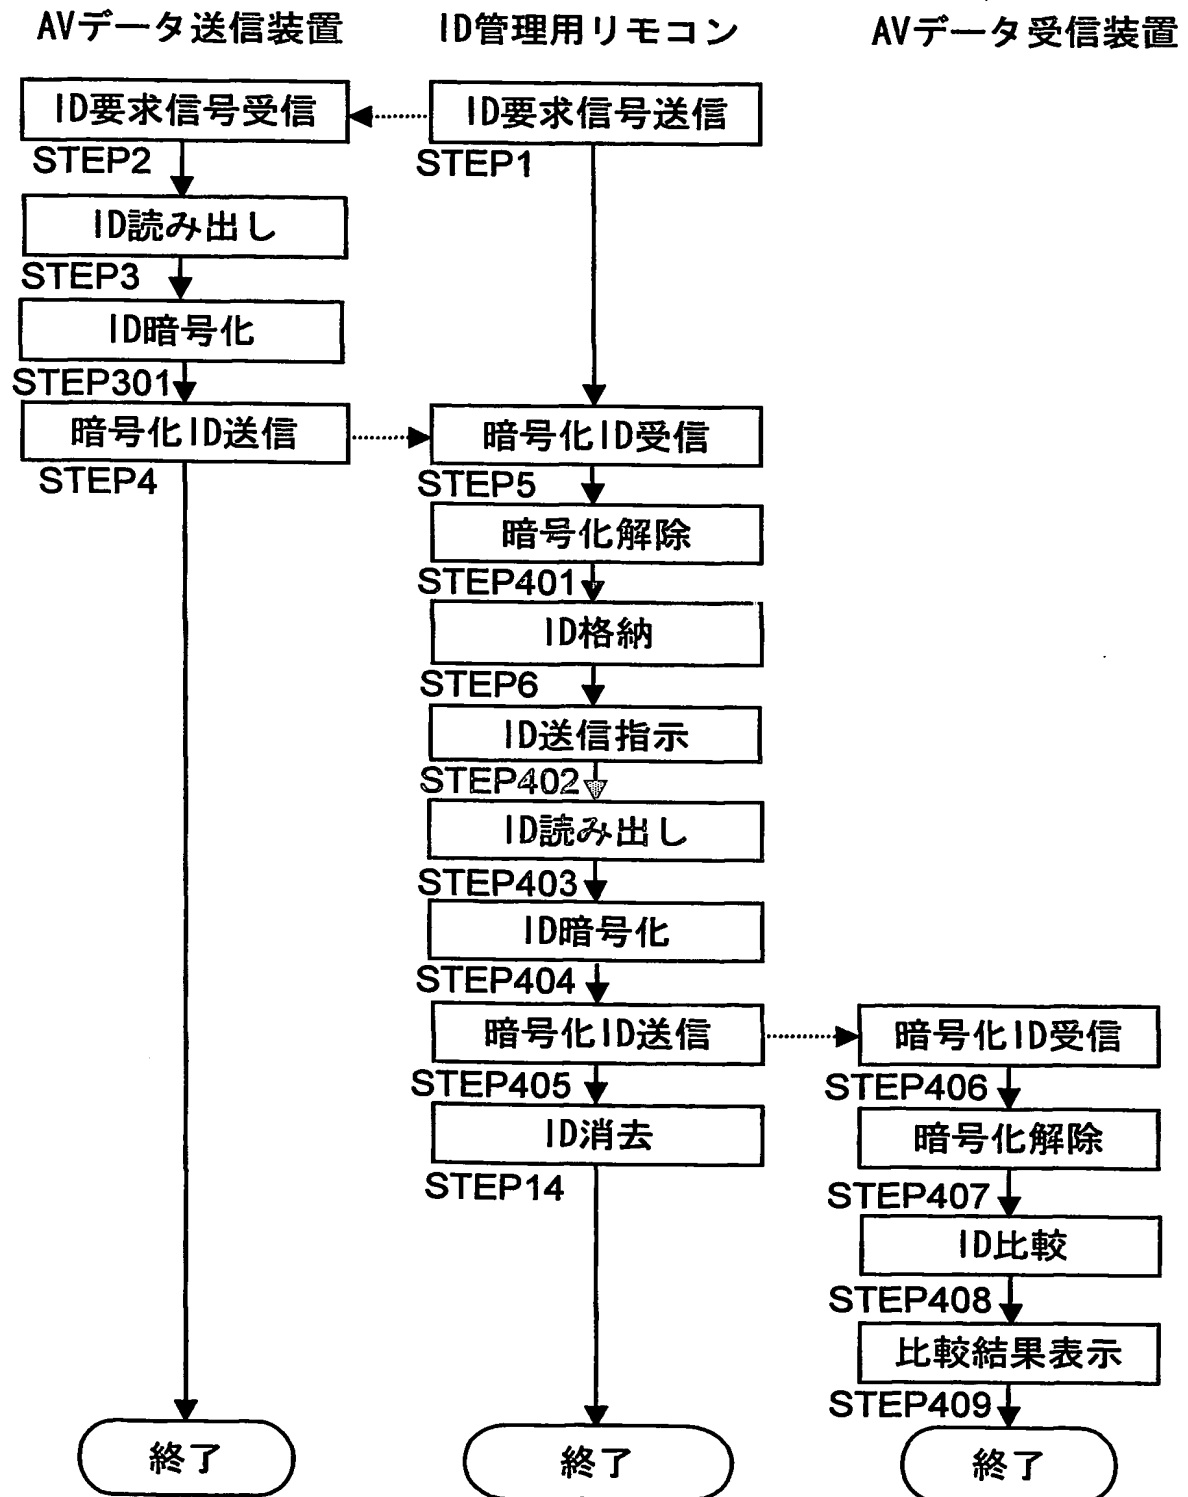 AVデータ送信装置
ID管理用リモコン
AVデータ受信装置
ID要求信号受信
ID要求信号送信
STEP2
STEP1
ID読み出し
STEP3
ID暗号化
STEP301
暗号化ID送信
暗号化ID受信
STEP4
STEP5
暗号化解除
STEP401
ID格納
STEP6
ID送信指示
STEP402
ID読み出し
STEP403
ID暗号化
STEP404
暗号化ID送信
暗号化ID受信
STEP405
STEP406
ID消去
暗号化解除
STEP14
STEP407
ID比較
STEP408
比較結果表示
STEP409
終了
終了
終了